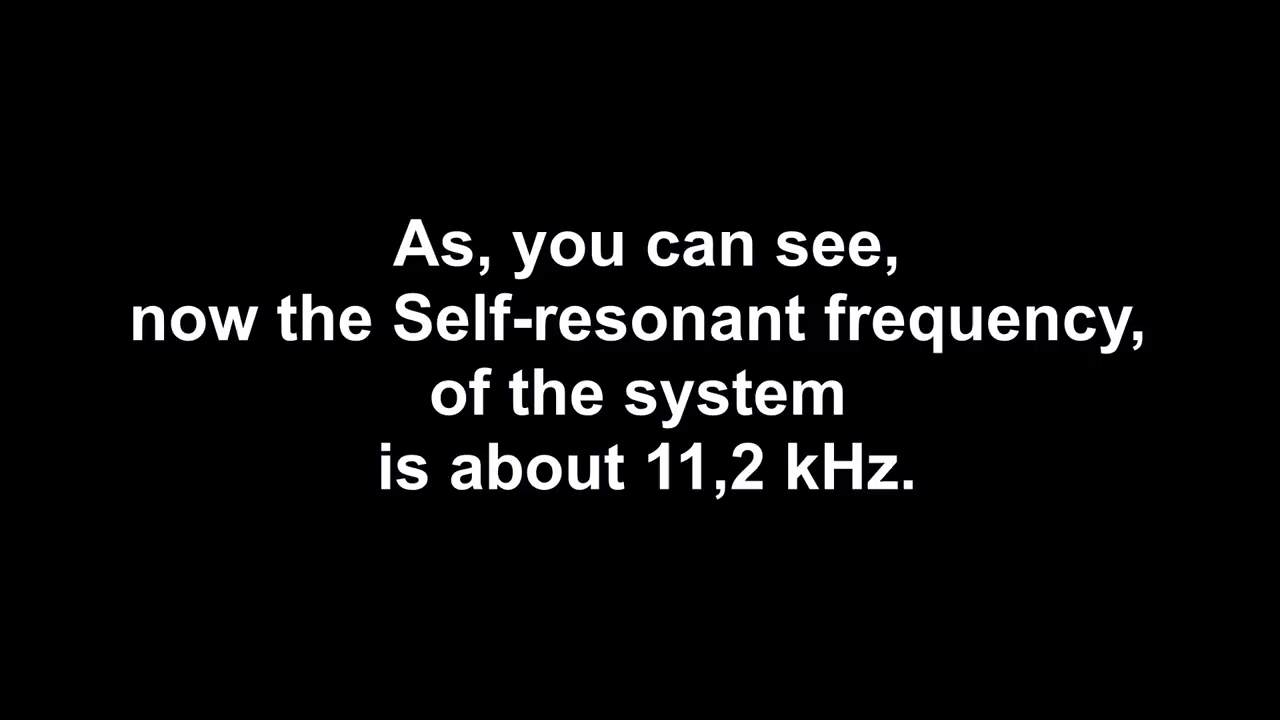 As, you can see,
now the Self-resonant frequency,
of the system
is about 11,2 kHz.